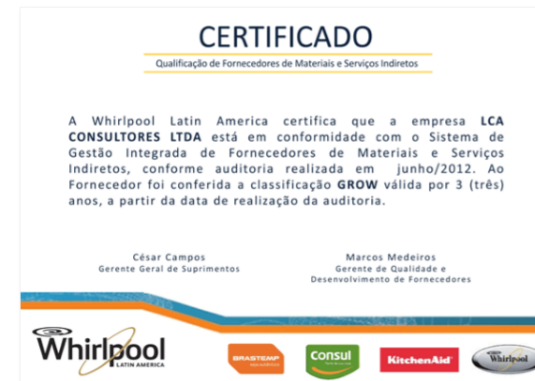 CERTIFICADO
Qualificação de Fornecedores de Materiais e Serviços Indiretos
A Whirlpool Latin America certifica que a empresa LCA
CONSULTORES LTDA está em conformidade com o Sistema de
Gestão Integrada de Fornecedores de Materiais e Serviços
Indiretos, conforme auditoria realizada em junho/2012. Ao
Fornecedor foi conferida a classificação GROW válida por 3 (três)
anos, a partir da data de realização da auditoria.
César Campos
Gerente Geral de Suprimentos
Marcos Medeiros
Gerente de Qualidade e
Desenvolvimento de Fornecedores
Whirlpool
LATIN AMERICA
BRASTEMP
Consul
KitchenAid
Whirlpool